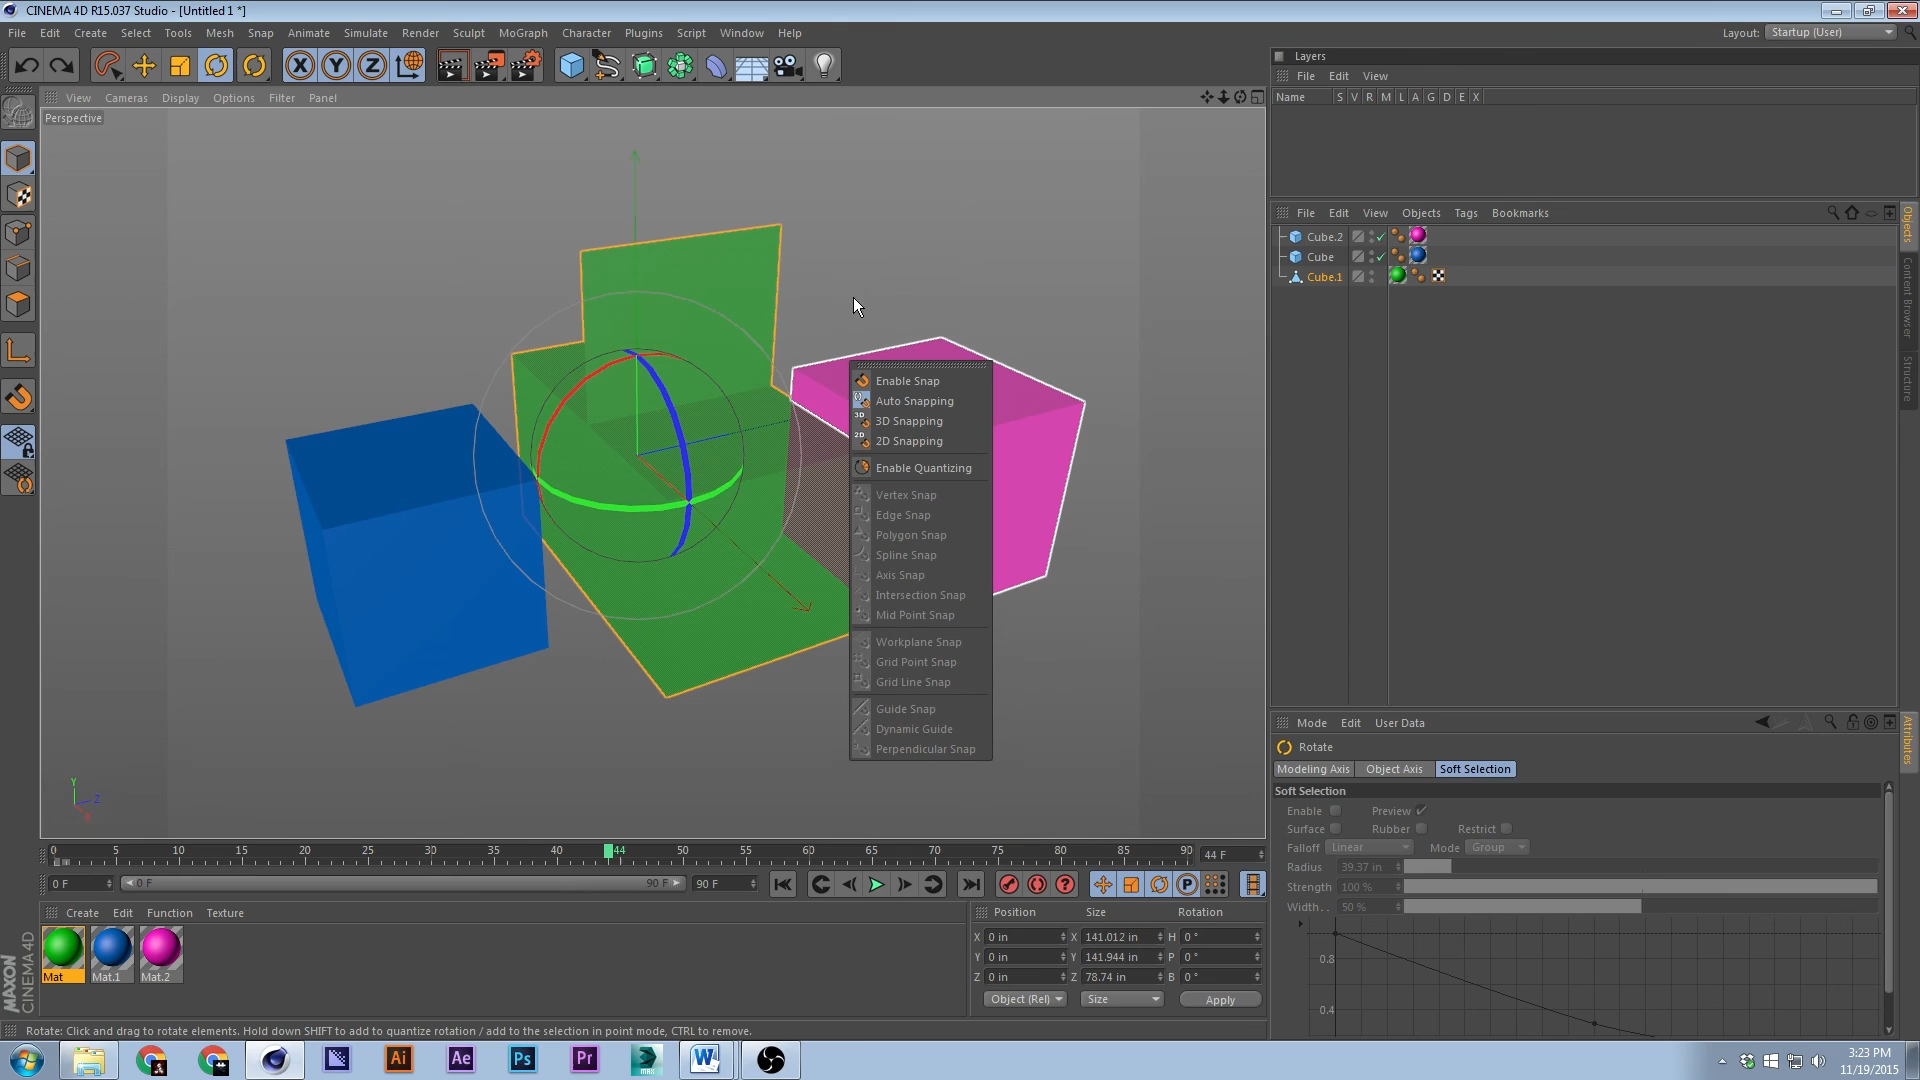 CINEMA 4D R15.037 Studio - [Untitled 1 *]
File Edit Create Select Tools Mesh Snap Animate Simulate Render Sculpt MoGraph Character Plugins Script Window Help
Layout: Startup (User)
View Cameras Display Options Filter Panel
Perspective
Enable Snap
Auto Snapping
3D Snapping
2D Snapping
Enable Quantizing
Vertex Snap
Edge Snap
Polygon Snap
Spline Snap
Axis Snap
Intersection Snap
Mid Point Snap
Workplane Snap
Grid Point Snap
Grid Line Snap
Guide Snap
Dynamic Guide
Perpendicular Snap
Y Z X
Layers
File Edit View
Name S V R M L A G D E X
File Edit View Objects Tags Bookmarks
Cube.2
Cube
Cube.1
Objects
Content Browser
Structure
Mode Edit User Data
Rotate
Modeling Axis Object Axis Soft Selection
Soft Selection
Enable Preview
Surface Rubber Restrict
Falloff Linear Mode Group
Radius 39.37 in
Strength 100 %
Width.. 50 %
0.8
0.4
Attributes
0 5 10 15 20 25 30 35 40 44 50 55 60 65 70 75 80 85 90 44 F
0 F 0 F 90 F 90 F
Create Edit Function Texture
Mat Mat.1 Mat.2
Position Size Rotation
X 0 in X 141.012 in H 0 °
Y 0 in Y 141.944 in P 0 °
Z 0 in Z 78.74 in B 0 °
Object (Rel) Size Apply
MAXON
CINEMA 4D
Rotate: Click and drag to rotate elements. Hold down SHIFT to add to quantize rotation / add to the selection in point mode, CTRL to remove.
Ai Ae Ps Pr MAX W
3:23 PM
11/19/2015